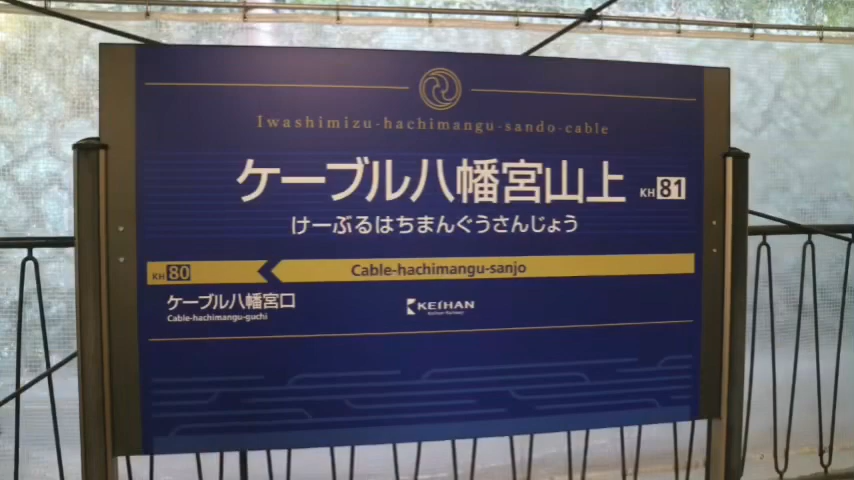 Iwashimizu-hachimangu-sando-cable
ケーブル八幡宮山上 KH 81
けーぶるはちまんぐうさんじょう
KH 80 Cable-hachimangu-sanjo
ケーブル八幡宮口
Cable-hachimangu-guchi
KEIHAN
Keihan Railway